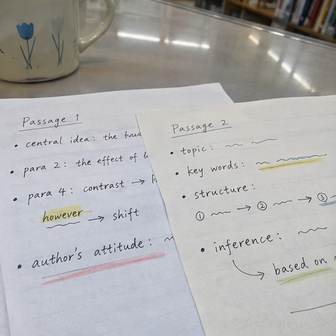 Passage 1
• central idea: the
• para 2: the effect of
• para 4: contrast →
however → shift
• author's attitude:
Passage 2
• topic:
• key words:
• structure:
① → ② → ③
• inference:
based on